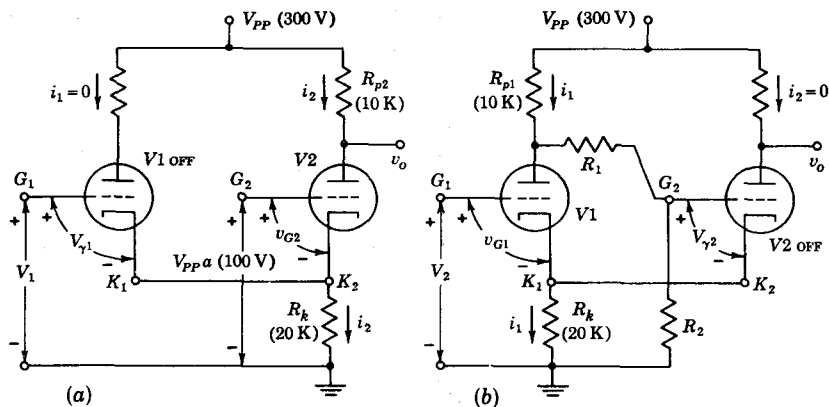 V_PP (300 V)
i_1 = 0
i_2
R_p2
(10 K)
v_o
V1 OFF
V2
G_1
G_2
+
+
+
+
V_γ1
v_G2
-
-
V_PP a (100 V)
V_1
K_1
K_2
R_k
(20 K)
i_2
-
-
(a)
V_PP (300 V)
R_p1
(10 K)
i_1
i_2 = 0
R_1
v_o
G_1
V1
G_2
+
+
+
V_γ2
v_G1
-
-
V2 OFF
V_2
K_1
K_2
i_1
R_k
(20 K)
R_2
-
(b)